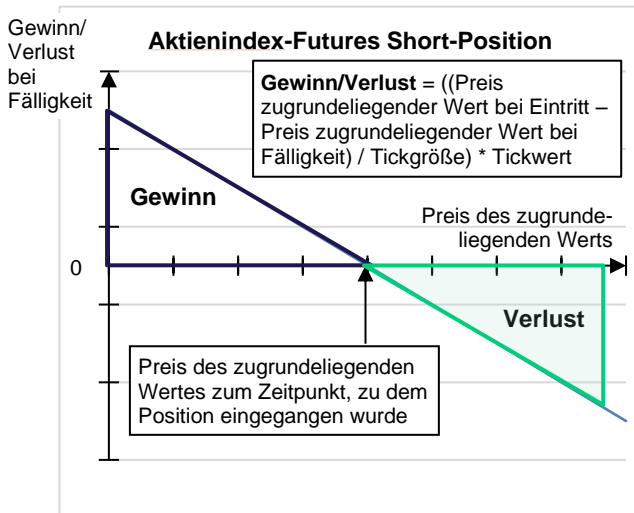 Gewinn/
Verlust
bei
Fälligkeit
Aktienindex-Futures Short-Position
Gewinn/Verlust = ((Preis
zugrundeliegender Wert bei Eintritt –
Preis zugrundeliegender Wert bei
Fälligkeit) / Tickgröße) * Tickwert
Gewinn
Preis des zugrunde-
liegenden Werts
0
Verlust
Preis des zugrundeliegenden
Wertes zum Zeitpunkt, zu dem
Position eingegangen wurde